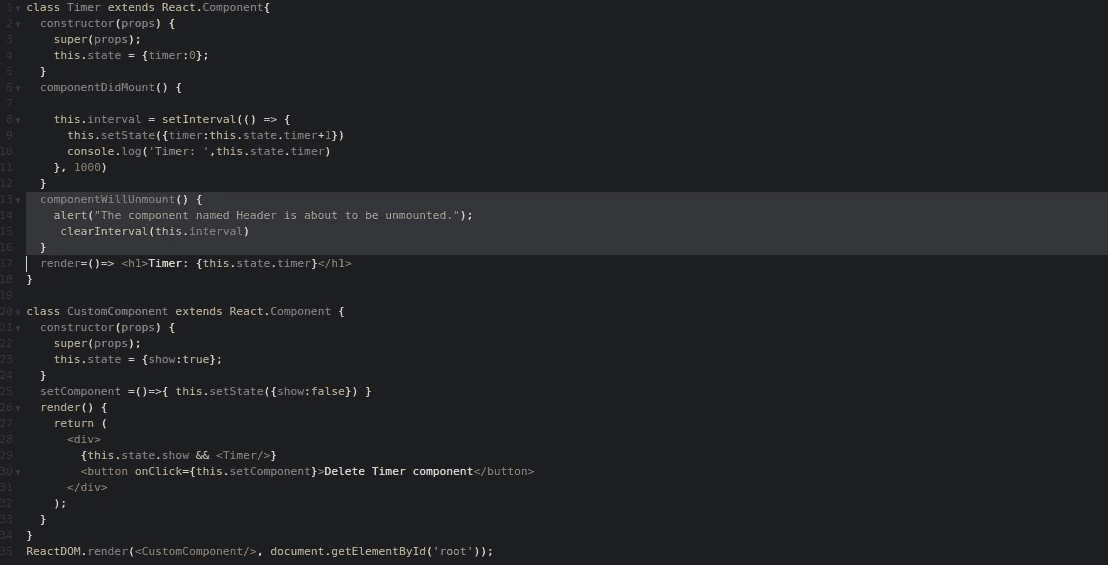 1 class Timer extends React.Component{
2 constructor(props) {
3 super(props);
4 this.state = {timer:0};
5 }
6 componentDidMount() {
7
8 this.interval = setInterval(() => {
9 this.setState({timer:this.state.timer+1})
10 console.log('Timer: ',this.state.timer)
11 }, 1000)
12 }
13 componentWillUnmount() {
14 alert("The component named Header is about to be unmounted.");
15 clearInterval(this.interval)
16 }
17 render=()=> <h1>Timer: {this.state.timer}</h1>
18 }
19
20 class CustomComponent extends React.Component {
21 constructor(props) {
22 super(props);
23 this.state = {show:true};
24 }
25 setComponent =()=>{ this.setState({show:false}) }
26 render() {
27 return (
28 <div>
29 {this.state.show && <Timer/>}
30 <button onClick={this.setComponent}>Delete Timer component</button>
31 </div>
32 );
33 }
34 }
35 ReactDOM.render(<CustomComponent/>, document.getElementById('root'));